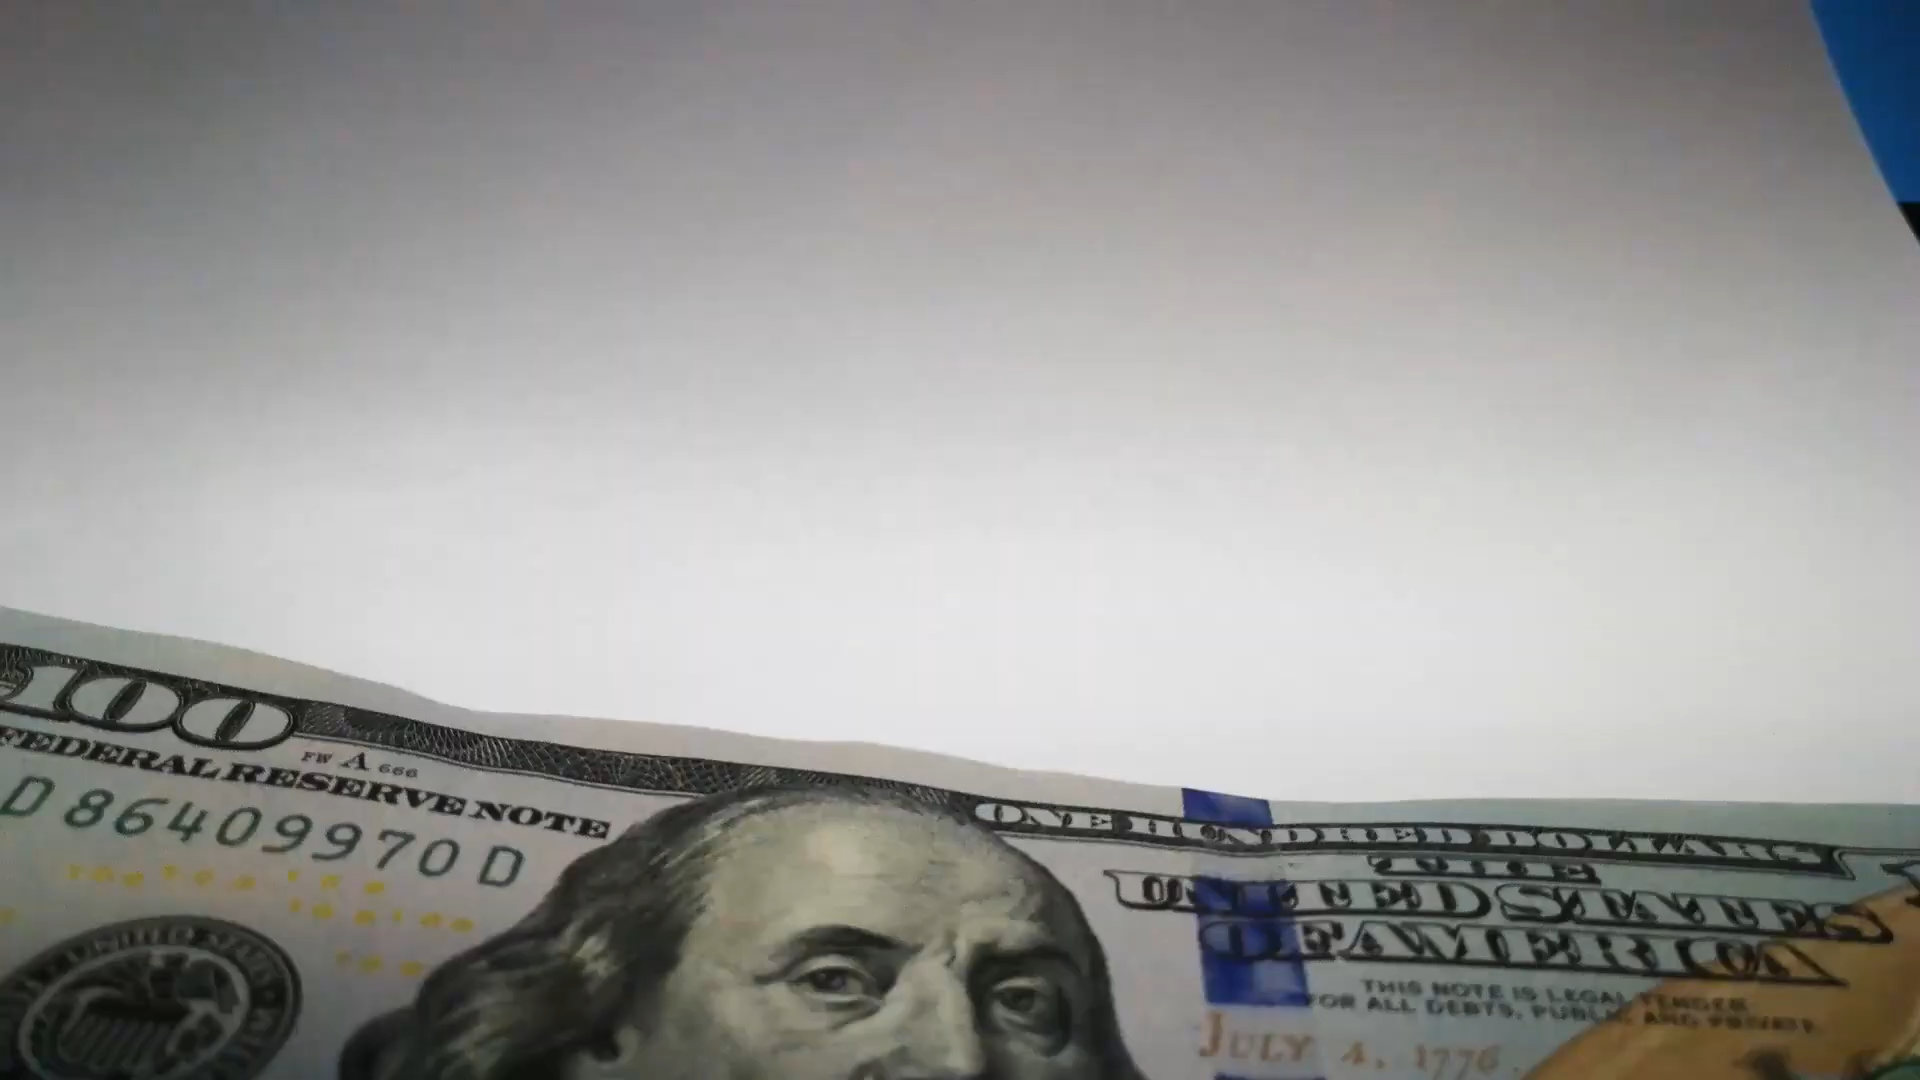 100
FEDERAL RESERVE NOTE
FW A 666
D 86409970 D
ONE HUNDRED DOLLARS
THE
UNITED STATES
OF AMERICA
THIS NOTE IS LEGAL TENDER
FOR ALL DEBTS, PUBLIC AND PRIVATE
JULY 4, 1776